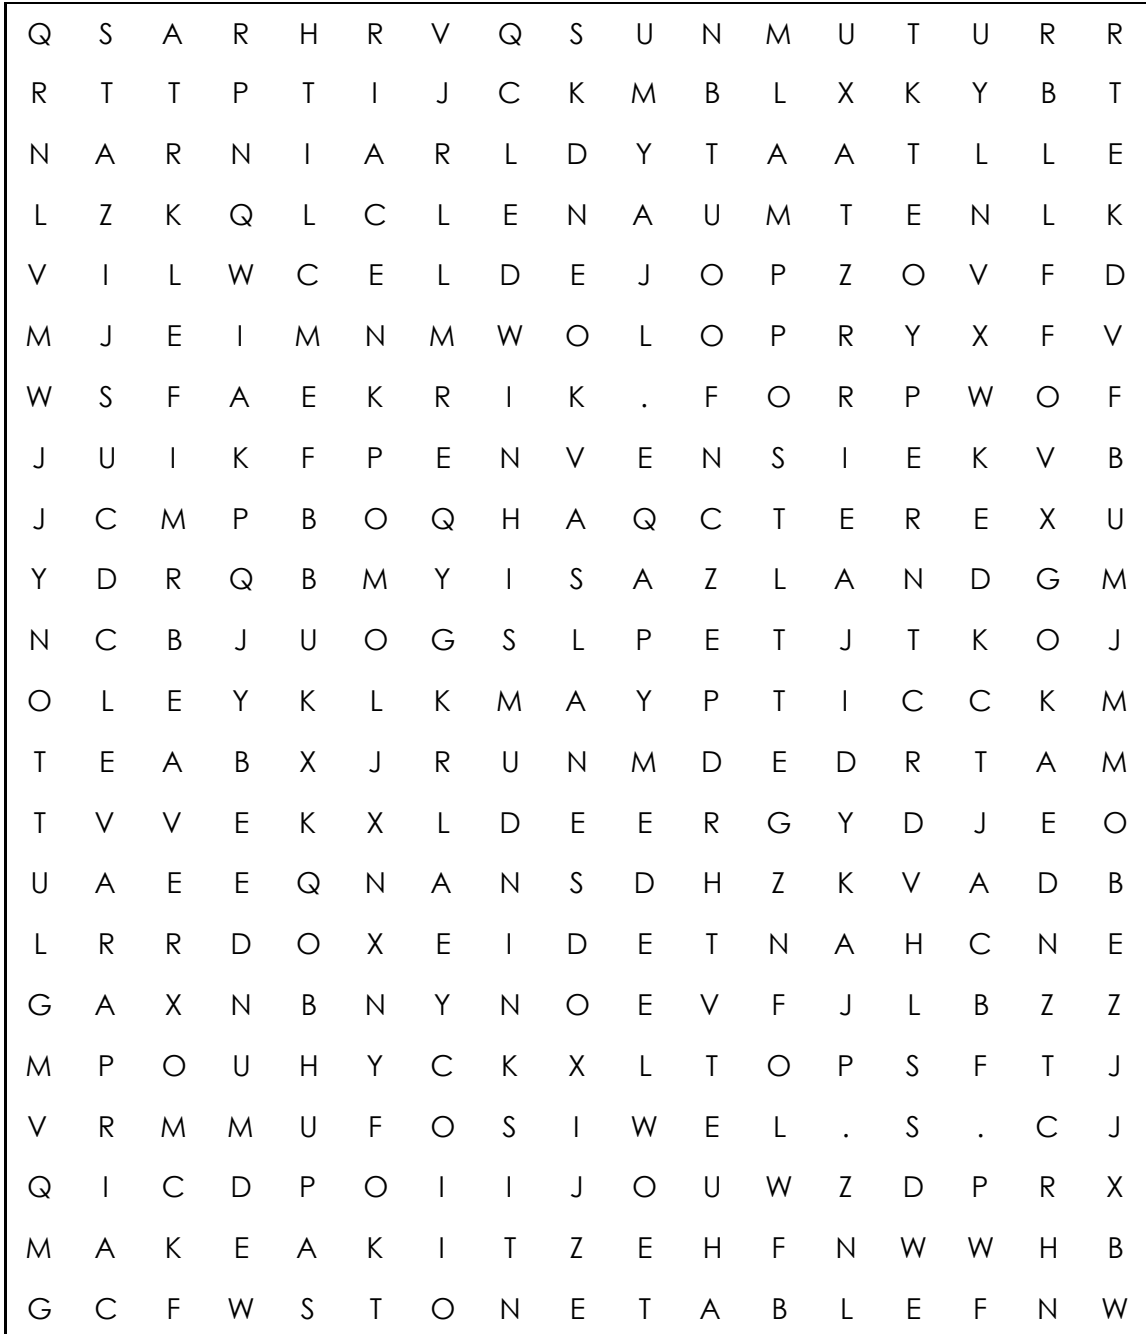 Q S A R H R V Q S U N M U T U R R
R T T P T I J C K M B L X K Y B T
N A R N I A R L D Y T A A T L L E
L Z K Q L C L E N A U M T E N L K
V I L W C E L D E J O P Z O V F D
M J E I M N M W O L O P R Y X F V
W S F A E K R I K . F O R P W O F
J U I K F P E N V E N S I E K V B
J C M P B O Q H A Q C T E R E X U
Y D R Q B M Y I S A Z L A N D G M
N C B J U O G S L P E T J T K O J
O L E Y K L K M A Y P T I C C K M
T E A B X J R U N M D E D R T A M
T V V E K X L D E E R G Y D J E O
U A E E Q N A N S D H Z K V A D B
L R R D O X E I D E T N A H C N E
G A X N B N Y N O E V F J L B Z Z
M P O U H Y C K X L T O P S F T J
V R M M U F O S I W E L . S . C J
Q I C D P O I I J O U W Z D P R X
M A K E A K I T Z E H F N W W H B
G C F W S T O N E T A B L E F N W